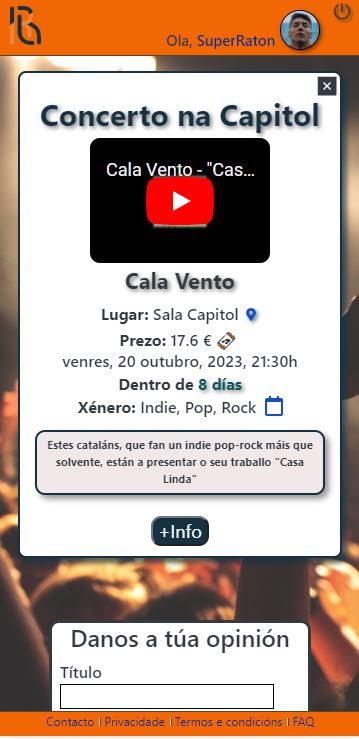 Ola, SuperRaton
Concerto na Capitol
Cala Vento - "Cas...
Cala Vento
Lugar: Sala Capitol
Prezo: 17.6 €
venres, 20 outubro, 2023, 21:30h
Dentro de 8 días
Xénero: Indie, Pop, Rock
Estes cataláns, que fan un indie pop-rock máis que
solvente, están a presentar o seu traballo "Casa
Linda"
+Info
Danos a túa opinión
Título
Contacto | Privacidade | Termos e condicións | FAQ